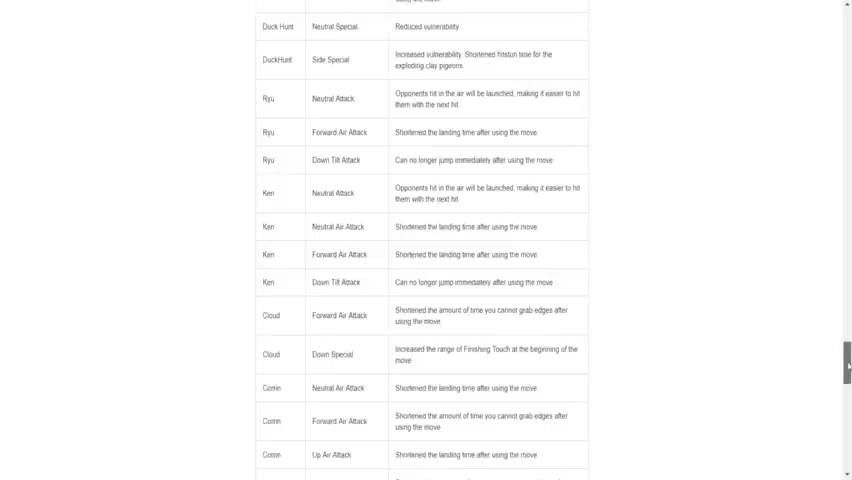 Duck Hunt Neutral Special Reduced vulnerability.
DuckHunt Side Special Increased vulnerability. Shortened hitstun time for the
exploding clay pigeons.
Ryu Neutral Attack Opponents hit in the air will be launched, making it easier to hit
them with the next hit.
Ryu Forward Air Attack Shortened the landing time after using the move.
Ryu Down Tilt Attack Can no longer jump immediately after using the move
Ken Neutral Attack Opponents hit in the air will be launched, making it easier to hit
them with the next hit.
Ken Neutral Air Attack Shortened the landing time after using the move
Ken Forward Air Attack Shortened the landing time after using the move.
Ken Down Tilt Attack Can no longer jump immediately after using the move
Cloud Forward Air Attack Shortened the amount of time you cannot grab edges after
using the move.
Cloud Down Special Increased the range of Finishing Touch at the beginning of the
move
Corrin Neutral Air Attack Shortened the landing time after using the move.
Corrin Forward Air Attack Shortened the amount of time you cannot grab edges after
using the move
Corrin Up Air Attack Shortened the landing time after using the move